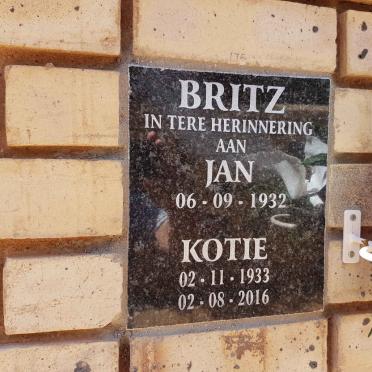 BRITZ
IN TERE HERINNERING
AAN
JAN
06 - 09 - 1932
KOTIE
02 - 11 - 1933
02 - 08 - 2016